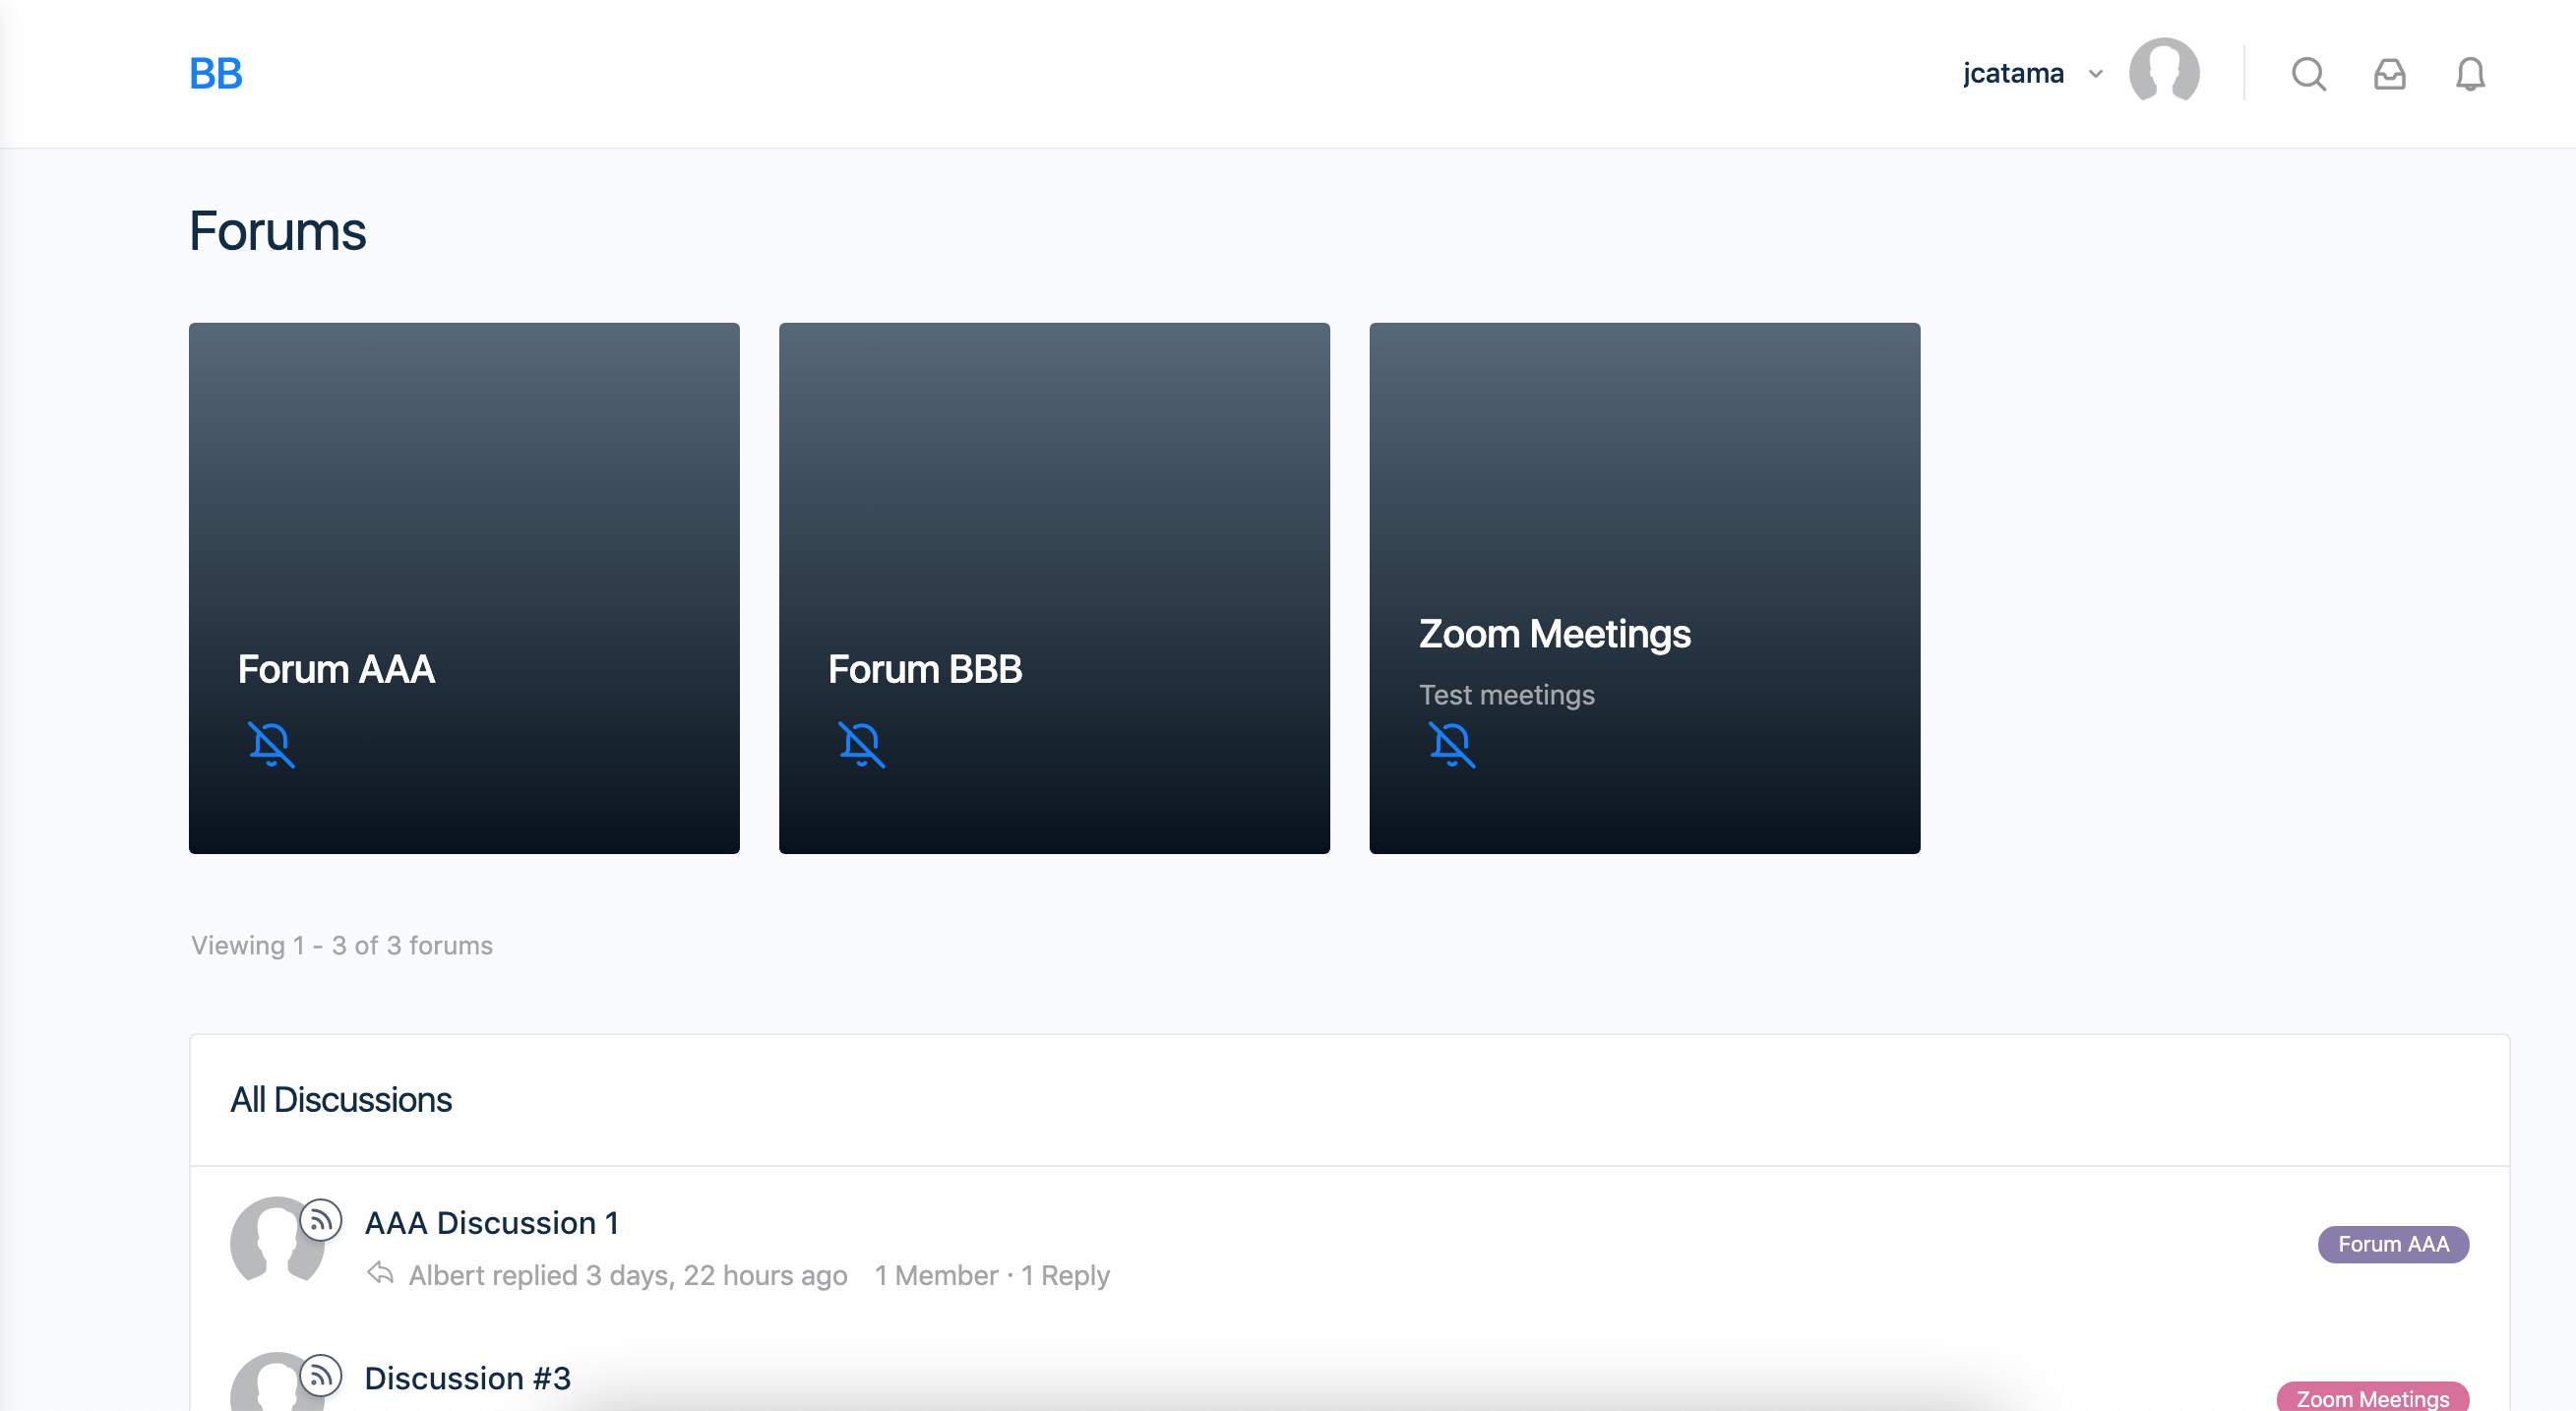 BB
jcatama
Forums
Forum AAA
Forum BBB
Zoom Meetings
Test meetings
Viewing 1 - 3 of 3 forums
All Discussions
AAA Discussion 1
Albert replied 3 days, 22 hours ago 1 Member · 1 Reply
Forum AAA
Discussion #3
Zoom Meetings